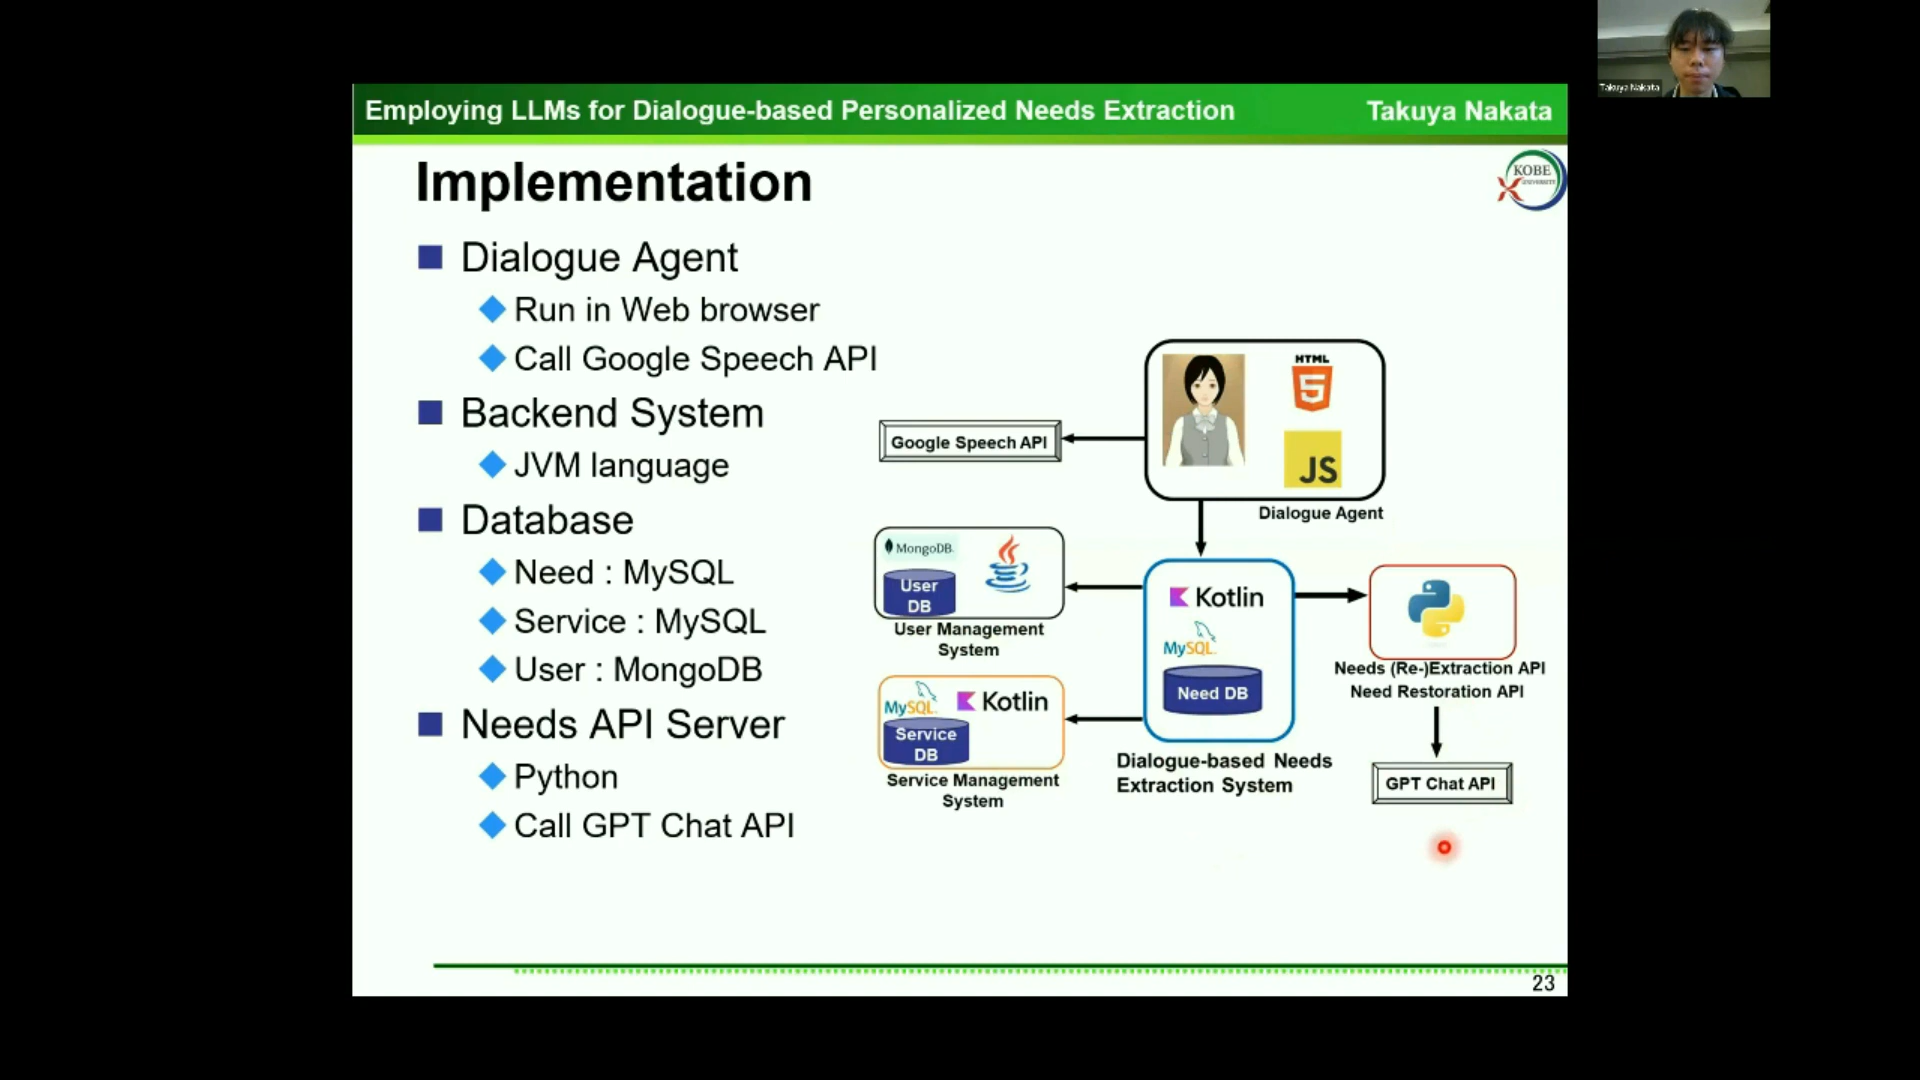 Takuya Nakata
Employing LLMs for Dialogue-based Personalized Needs Extraction
Takuya Nakata
Implementation
KOBE
UNIVERSITY
Dialogue Agent
Run in Web browser
Call Google Speech API
Backend System
JVM language
Database
Need : MySQL
Service : MySQL
User : MongoDB
Needs API Server
Python
Call GPT Chat API
Google Speech API
HTML
5
JS
Dialogue Agent
MongoDB.
User
DB
User Management
System
MySQL.
Kotlin
Service
DB
Service Management
System
Kotlin
MySQL.
Need DB
Dialogue-based Needs
Extraction System
Needs (Re-)Extraction API
Need Restoration API
GPT Chat API
23